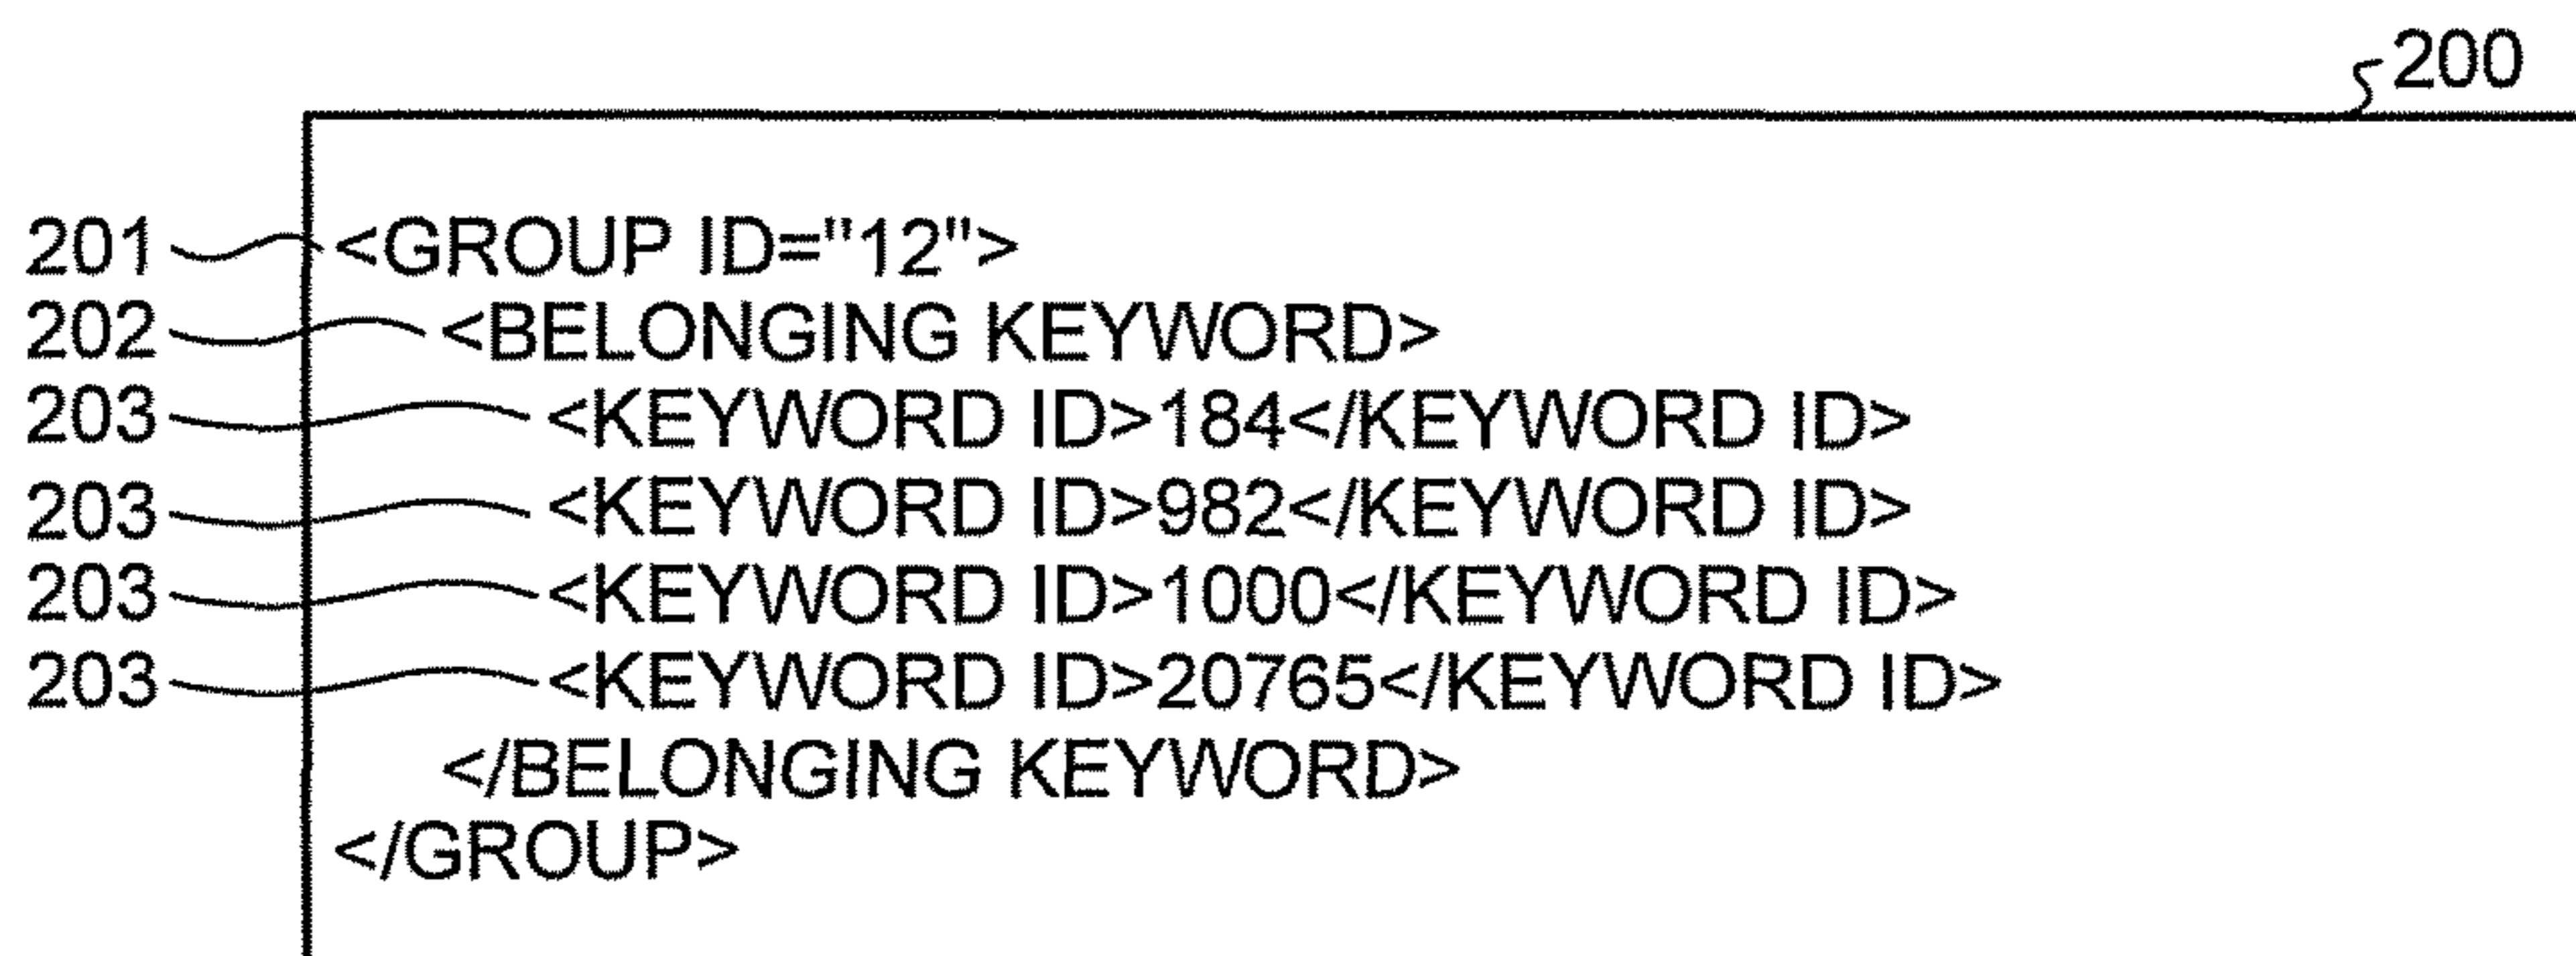 200
201 <GROUP ID="12">
202 <BELONGING KEYWORD>
203 <KEYWORD ID>184</KEYWORD ID>
203 <KEYWORD ID>982</KEYWORD ID>
203 <KEYWORD ID>1000</KEYWORD ID>
203 <KEYWORD ID>20765</KEYWORD ID>
</BELONGING KEYWORD>
</GROUP>